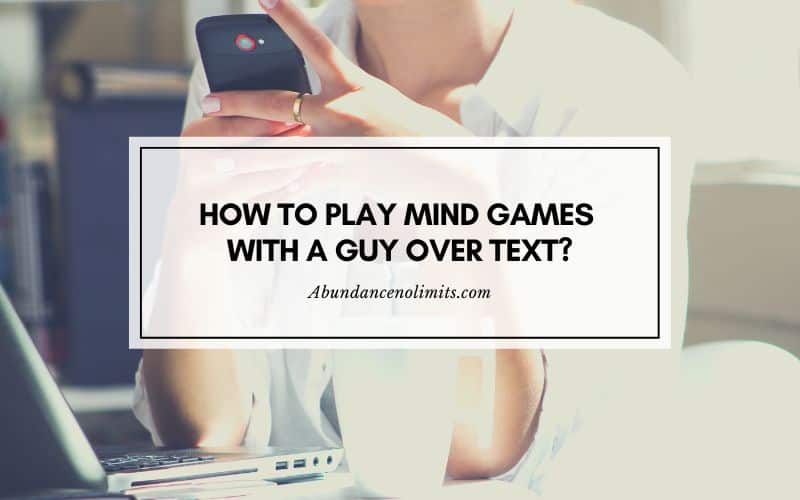 HOW TO PLAY MIND GAMES
WITH A GUY OVER TEXT?
Abundancenolimits.com